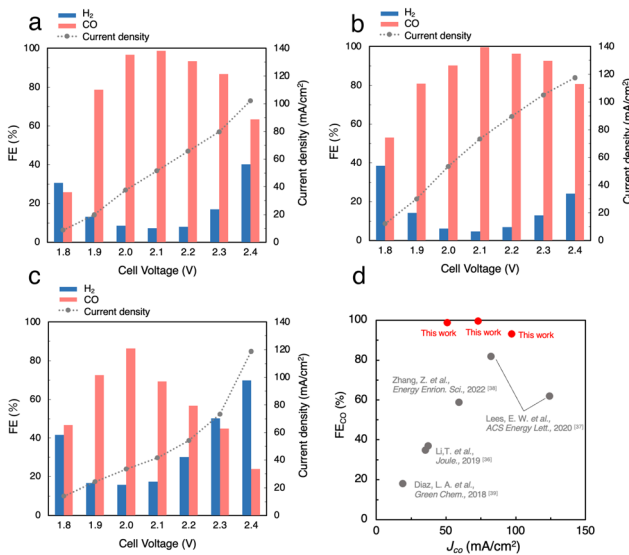 a
H₂
CO
Current density
FE (%)
100
80
60
40
20
0
140
120
100
80
60
40
20
0
Current density (mA/cm²)
1.8 1.9 2.0 2.1 2.2 2.3 2.4
Cell Voltage (V)
b
H₂
CO
Current density
FE (%)
100
80
60
40
20
0
140
120
100
80
60
40
20
0
Current density (mA/cm²)
1.8 1.9 2.0 2.1 2.2 2.3 2.4
Cell Voltage (V)
c
H₂
CO
Current density
FE (%)
100
80
60
40
20
0
140
120
100
80
60
40
20
0
Current density (mA/cm²)
1.8 1.9 2.0 2.1 2.2 2.3 2.4
Cell Voltage (V)
d
FE_CO (%)
100
80
60
40
20
0
This work This work This work
Zhang, Z. et al.,
Energy Enrion. Sci., 2022 [38]
Lees, E. W. et al.,
ACS Energy Lett., 2020 [37]
Li,T. et al.,
Joule., 2019 [36]
Diaz, L. A. et al.,
Green Chem., 2018 [39]
0 50 100 150
J_co (mA/cm²)